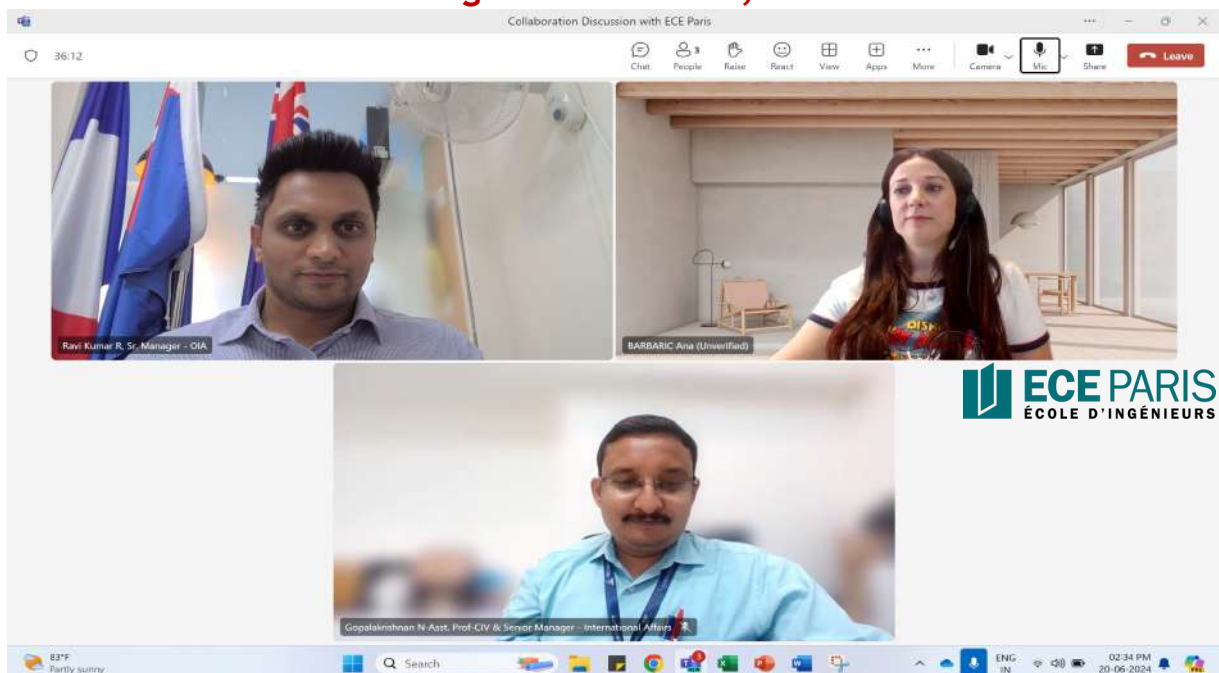 Collaboration Discussion with ECE Paris
36:12
Chat
People 3
Raise
React
View
Apps
More
Camera
Mic
Share
Leave
Ravi Kumar R, Sr. Manager - OIA
BARBARIC Ana (Unverified)
ECE PARIS
ÉCOLE D'INGÉNIEURS
Gopalakrishnan N-Asst. Prof-CIV & Senior Manager - International Affairs
83°F
Partly sunny
Search
ENG
IN
02:34 PM
20-06-2024